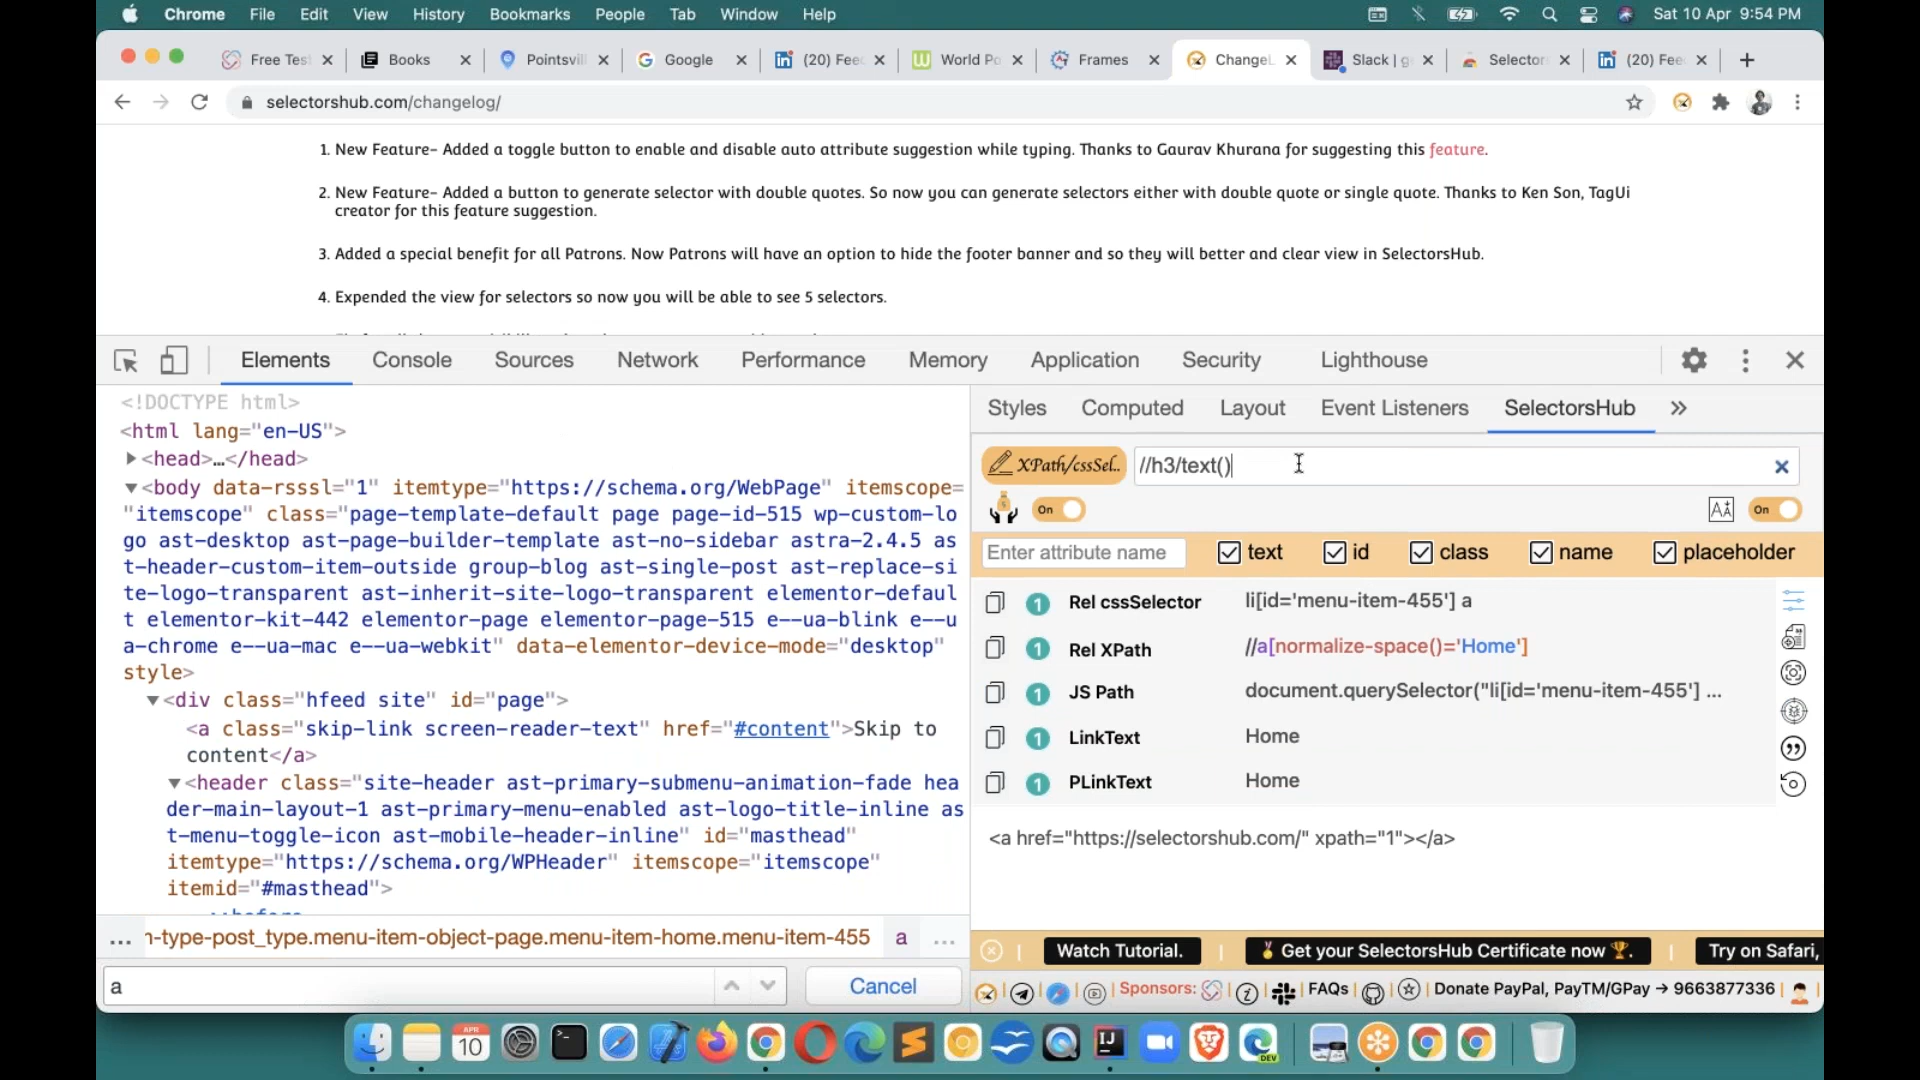 Chrome File Edit View History Bookmarks People Tab Window Help Sat 10 Apr 9:54 PM
Free Tes Books Pointsvill Google (20) Fee World Po Frames ChangeL Slack | g Selector (20) Fee
selectorshub.com/changelog/
1. New Feature- Added a toggle button to enable and disable auto attribute suggestion while typing. Thanks to Gaurav Khurana for suggesting this feature.
2. New Feature- Added a button to generate selector with double quotes. So now you can generate selectors either with double quote or single quote. Thanks to Ken Son, TagUi
creator for this feature suggestion.
3. Added a special benefit for all Patrons. Now Patrons will have an option to hide the footer banner and so they will better and clear view in SelectorsHub.
4. Expended the view for selectors so now you will be able to see 5 selectors.
Elements Console Sources Network Performance Memory Application Security Lighthouse
<!DOCTYPE html>
<html lang="en-US">
<head>…</head>
<body data-rsssl="1" itemtype="https://schema.org/WebPage" itemscope=
"itemscope" class="page-template-default page page-id-515 wp-custom-lo
go ast-desktop ast-page-builder-template ast-no-sidebar astra-2.4.5 as
t-header-custom-item-outside group-blog ast-single-post ast-replace-si
te-logo-transparent ast-inherit-site-logo-transparent elementor-defaul
t elementor-kit-442 elementor-page elementor-page-515 e--ua-blink e--u
a-chrome e--ua-mac e--ua-webkit" data-elementor-device-mode="desktop"
style>
<div class="hfeed site" id="page">
<a class="skip-link screen-reader-text" href="#content">Skip to
content</a>
<header class="site-header ast-primary-submenu-animation-fade hea
der-main-layout-1 ast-primary-menu-enabled ast-logo-title-inline as
t-menu-toggle-icon ast-mobile-header-inline" id="masthead"
itemtype="https://schema.org/WPHeader" itemscope="itemscope"
itemid="#masthead">
::before
... n-type-post_type.menu-item-object-page.menu-item-home.menu-item-455 a ...
a Cancel
Styles Computed Layout Event Listeners SelectorsHub »
XPath/cssSel.. //h3/text()
On On
Enter attribute name text id class name placeholder
1 Rel cssSelector li[id='menu-item-455'] a
1 Rel XPath //a[normalize-space()='Home']
1 JS Path document.querySelector("li[id='menu-item-455'] ...
1 LinkText Home
1 PLinkText Home
<a href="https://selectorshub.com/" xpath="1"></a>
| Watch Tutorial. | Get your SelectorsHub Certificate now . | Try on Safari,
Sponsors: | FAQs | Donate PayPal, PayTM/GPay → 9663877336 |
APR
10
IJ
DEV